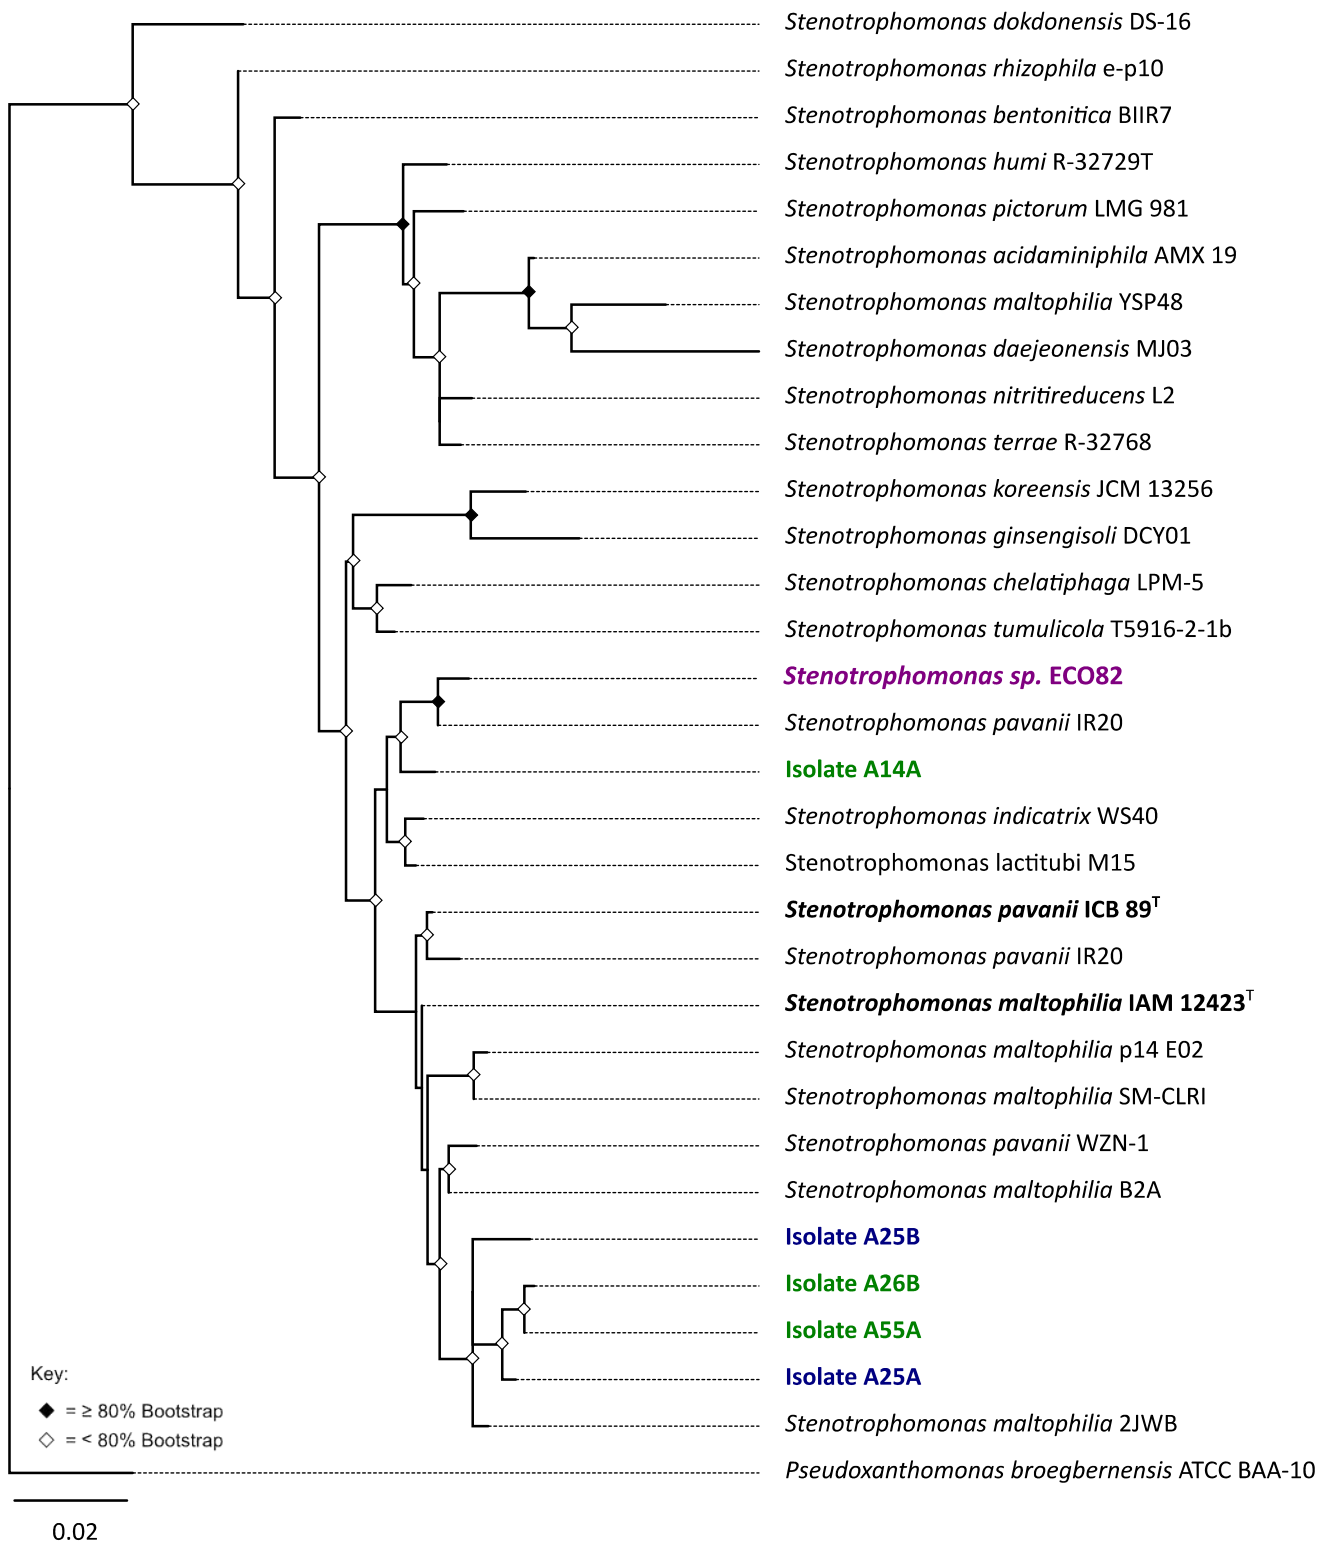 Stenotrophomonas dokdonensis DS-16
Stenotrophomonas rhizophila e-p10
Stenotrophomonas bentonitica BIIR7
Stenotrophomonas humi R-32729T
Stenotrophomonas pictorum LMG 981
Stenotrophomonas acidaminiphila AMX 19
Stenotrophomonas maltophilia YSP48
Stenotrophomonas daejeonensis MJ03
Stenotrophomonas nitritireducens L2
Stenotrophomonas terrae R-32768
Stenotrophomonas koreensis JCM 13256
Stenotrophomonas ginsengisoli DCY01
Stenotrophomonas chelatiphaga LPM-5
Stenotrophomonas tumulicola T5916-2-1b
Stenotrophomonas sp. ECO82
Stenotrophomonas pavanii IR20
Isolate A14A
Stenotrophomonas indicatrix WS40
Stenotrophomonas lactitubi M15
Stenotrophomonas pavanii ICB 89ᵀ
Stenotrophomonas pavanii IR20
Stenotrophomonas maltophilia IAM 12423ᵀ
Stenotrophomonas maltophilia p14 E02
Stenotrophomonas maltophilia SM-CLRI
Stenotrophomonas pavanii WZN-1
Stenotrophomonas maltophilia B2A
Isolate A25B
Isolate A26B
Isolate A55A
Isolate A25A
Stenotrophomonas maltophilia 2JWB
Pseudoxanthomonas broegbernensis ATCC BAA-10
Key:
= ≥ 80% Bootstrap
= < 80% Bootstrap
0.02